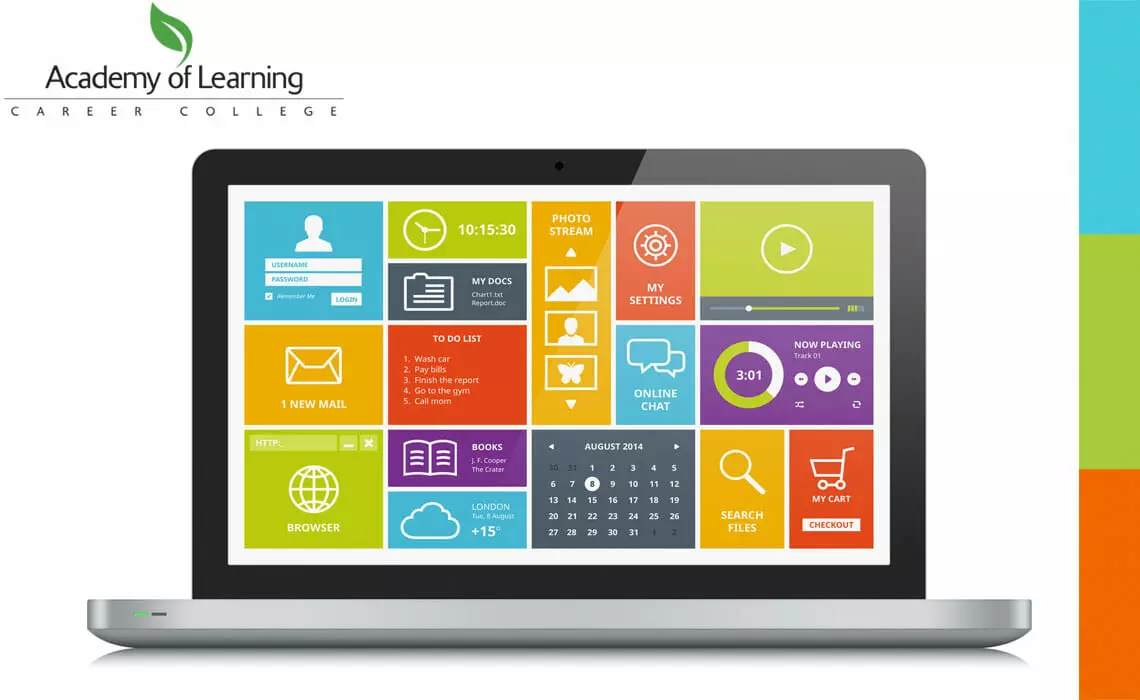 Academy of Learning
CAREER COLLEGE
USERNAME
PASSWORD
Remember Me
LOGIN
10:15:30
MY DOCS
Chart1.txt
Report.doc
PHOTO
STREAM
MY
SETTINGS
1 NEW MAIL
TO DO LIST
1. Wash car
2. Pay bills
3. Finish the report
4. Go to the gym
5. Call mom
ONLINE
CHAT
3:01
NOW PLAYING
Track 01
HTTP:_
BROWSER
BOOKS
J. F. Cooper
The Crater
LONDON
Tue, 8 August
+15°
AUGUST 2014
30 31 1 2 3 4 5
6 7 8 9 10 11 12
13 14 15 16 17 18 19
20 21 22 23 24 25 26
27 28 29 30 31 1 2
SEARCH
FILES
MY CART
CHECKOUT